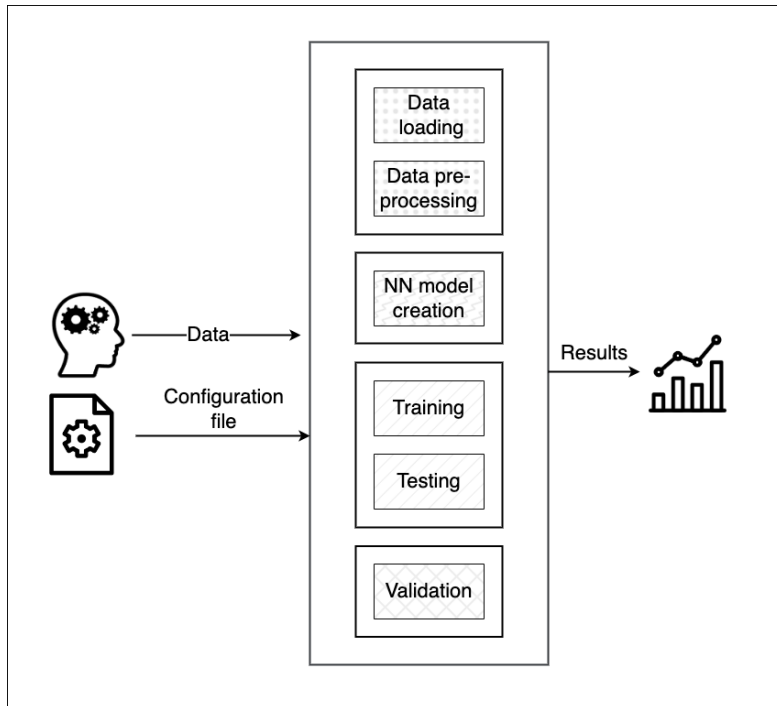 Data
loading
Data pre-
processing
NN model
creation
Data
Configuration
file
Training
Testing
Validation
Results